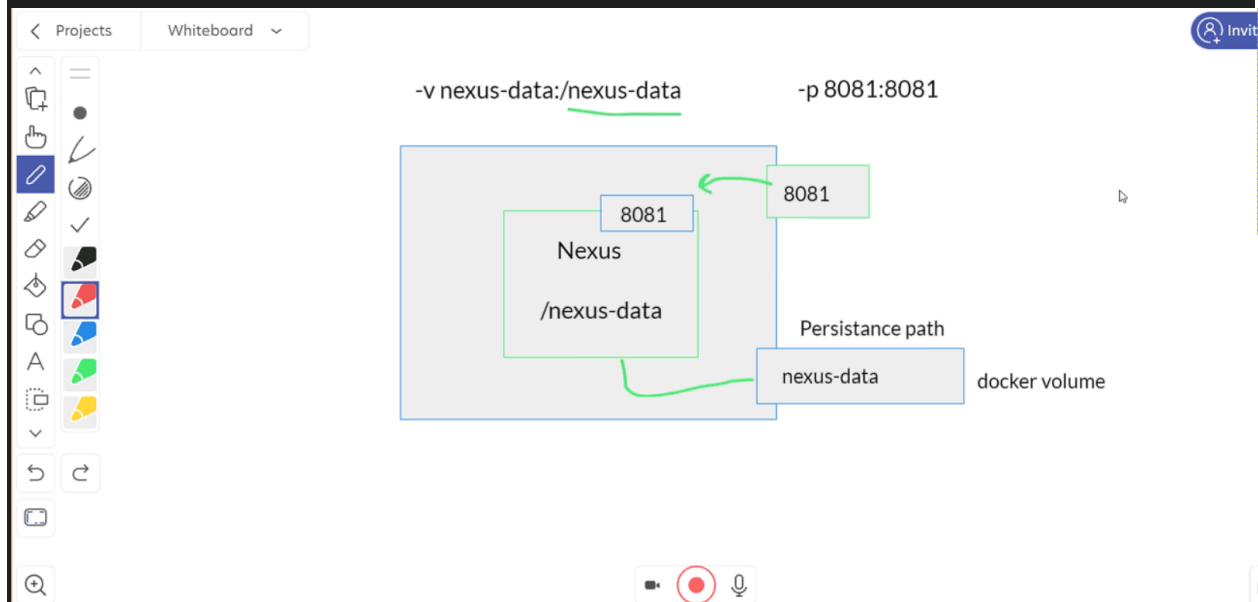 Projects
Whiteboard
Invit
-v nexus-data:/nexus-data
-p 8081:8081
8081
8081
Nexus
/nexus-data
Persistance path
nexus-data
docker volume
A